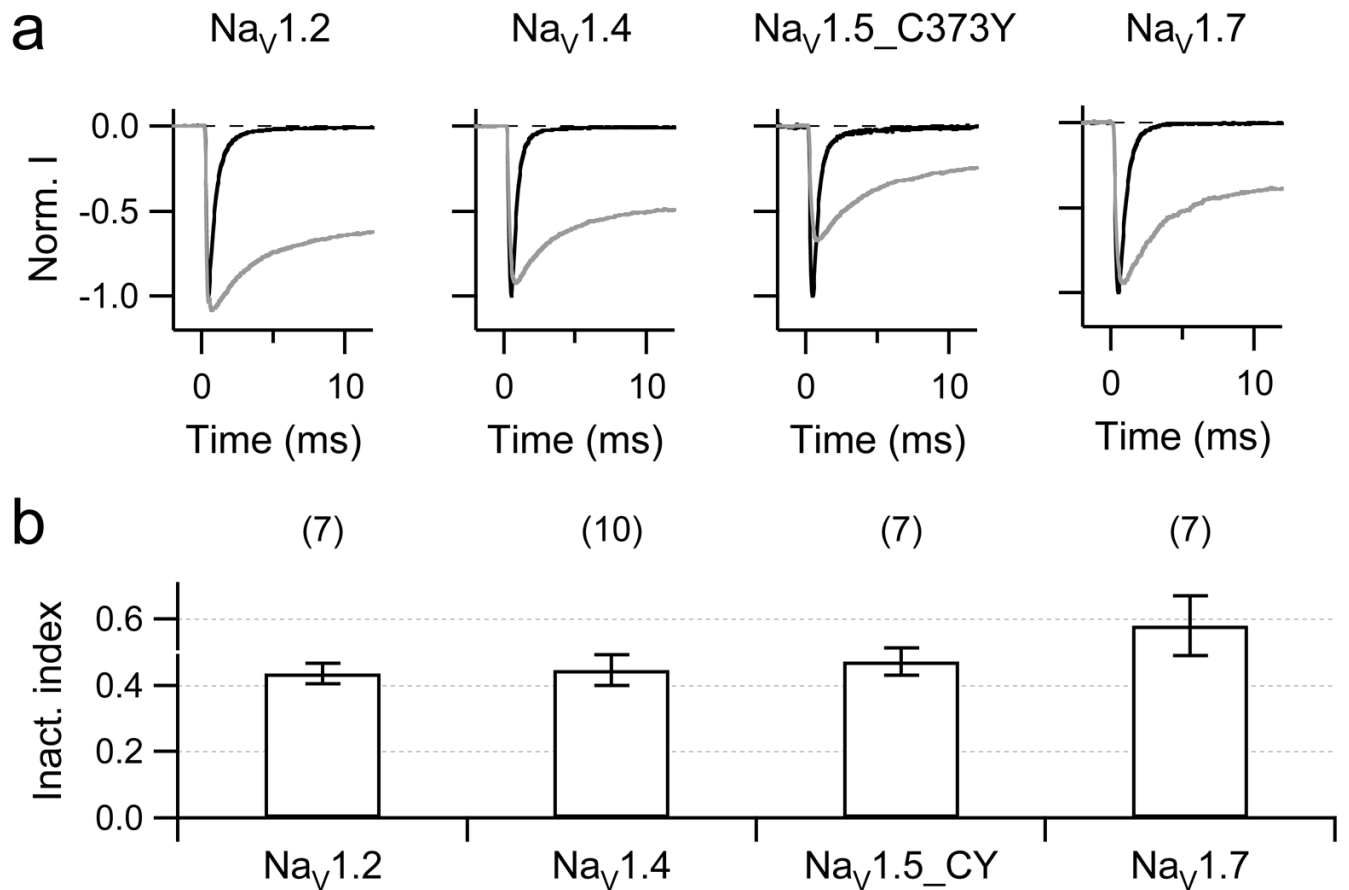 a
NaV1.2 NaV1.4 NaV1.5_C373Y NaV1.7
Norm. I
0.0
-0.5
-1.0
0 10 0 10 0 10 0 10
Time (ms) Time (ms) Time (ms) Time (ms)
b
(7) (10) (7) (7)
Inact. index
0.6
0.4
0.2
0.0
NaV1.2 NaV1.4 NaV1.5_CY NaV1.7